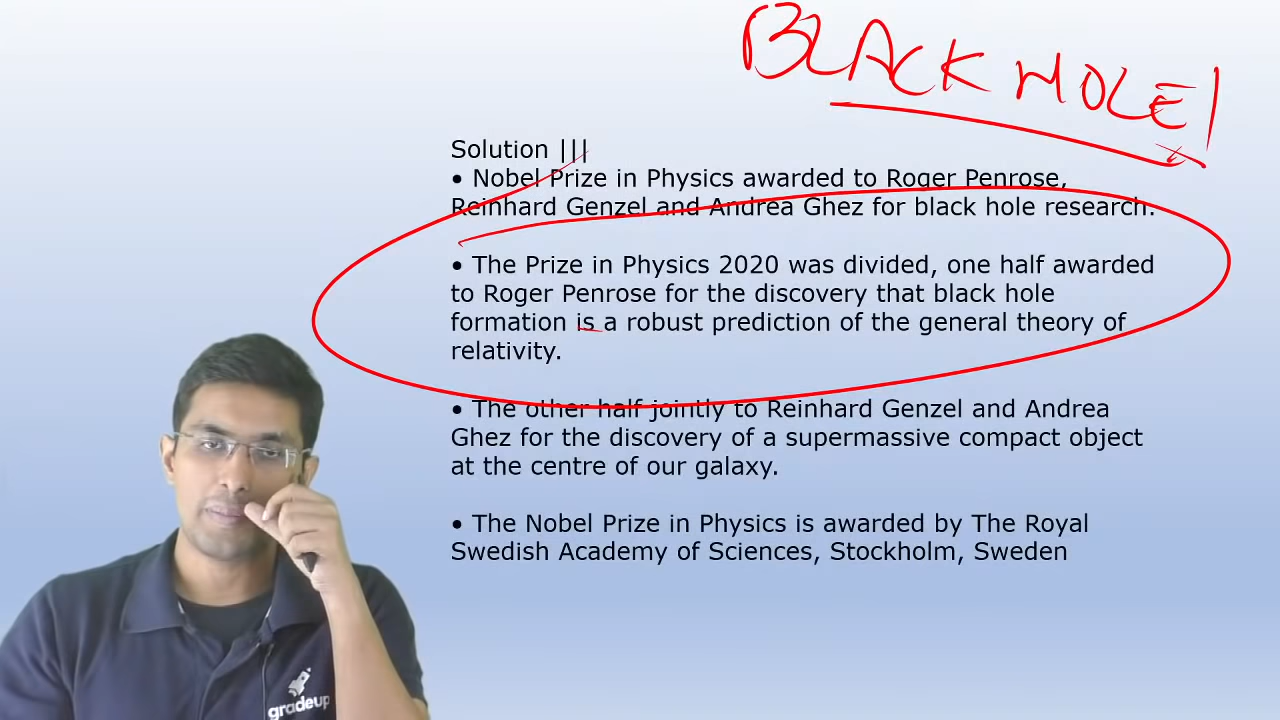 BLACK HOLE
Solution |||
• Nobel Prize in Physics awarded to Roger Penrose,
Reinhard Genzel and Andrea Ghez for black hole research.
• The Prize in Physics 2020 was divided, one half awarded
to Roger Penrose for the discovery that black hole
formation is a robust prediction of the general theory of
relativity.
• The other half jointly to Reinhard Genzel and Andrea
Ghez for the discovery of a supermassive compact object
at the centre of our galaxy.
• The Nobel Prize in Physics is awarded by The Royal
Swedish Academy of Sciences, Stockholm, Sweden
gradeup